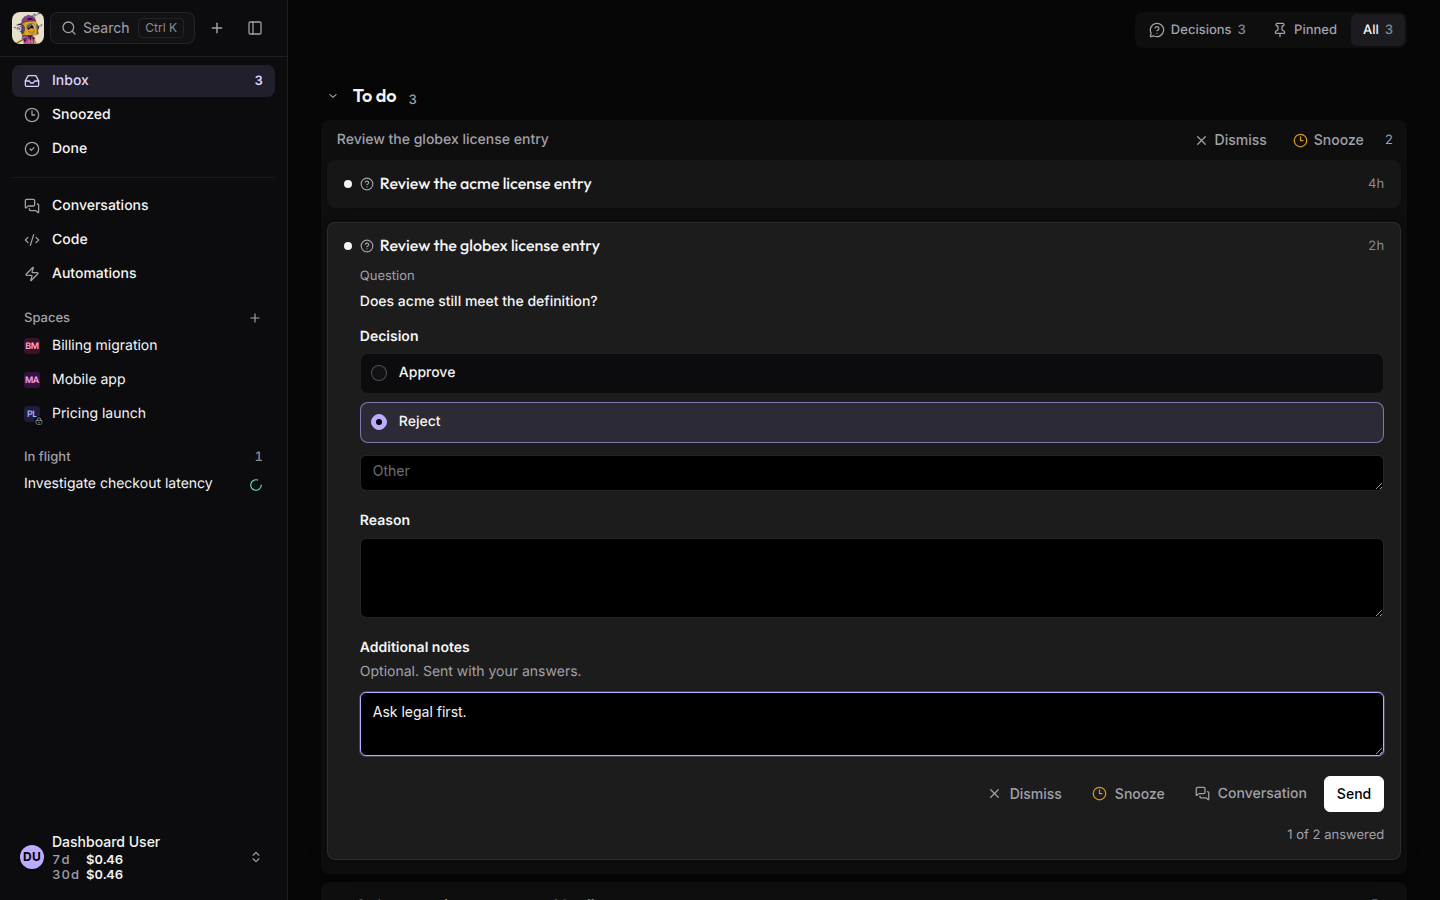 Search Ctrl K
Inbox 3
Snoozed
Done
Conversations
Code
Automations
Spaces
BM Billing migration
MA Mobile app
PL Pricing launch
In flight 1
Investigate checkout latency
DU Dashboard User
7d $0.46
30d $0.46
Decisions 3 Pinned All 3
To do 3
Review the globex license entry Dismiss Snooze 2
Review the acme license entry 4h
Review the globex license entry 2h
Question
Does acme still meet the definition?
Decision
Approve
Reject
Other
Reason
Additional notes
Optional. Sent with your answers.
Ask legal first.
Dismiss Snooze Conversation Send
1 of 2 answered